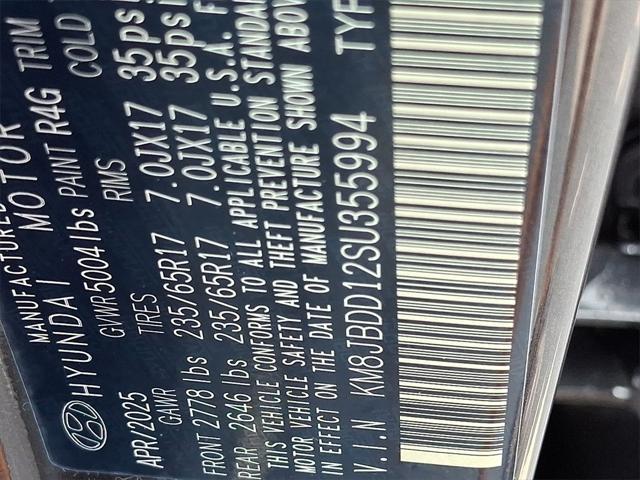 MANUFACTURED
HYUNDAI MOTOR
APR/2025 GVWR 5004 lbs PAINT R4G TRIM
GAWR TIRES RIMS COLD
FRONT 2778 lbs 235/65R17 7.0JX17 35psi
REAR 2646 lbs 235/65R17 7.0JX17 35psi
THIS VEHICLE CONFORMS TO ALL APPLICABLE U.S.A. F
MOTOR VEHICLE SAFETY AND THEFT PREVENTION STANDA
IN EFFECT ON THE DATE OF MANUFACTURE SHOWN ABOV
V.I.N KM8JBDD12SU355994 TYP